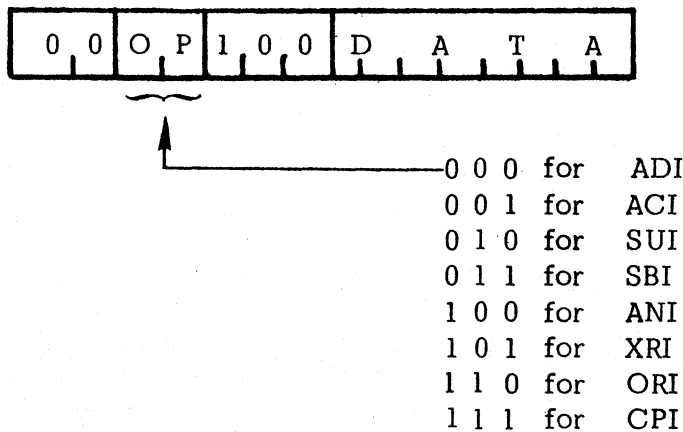 0 0 O P 1 0 0 D A T A
0 0 0 for ADI
0 0 1 for ACI
0 1 0 for SUI
0 1 1 for SBI
1 0 0 for ANI
1 0 1 for XRI
1 1 0 for ORI
1 1 1 for CPI